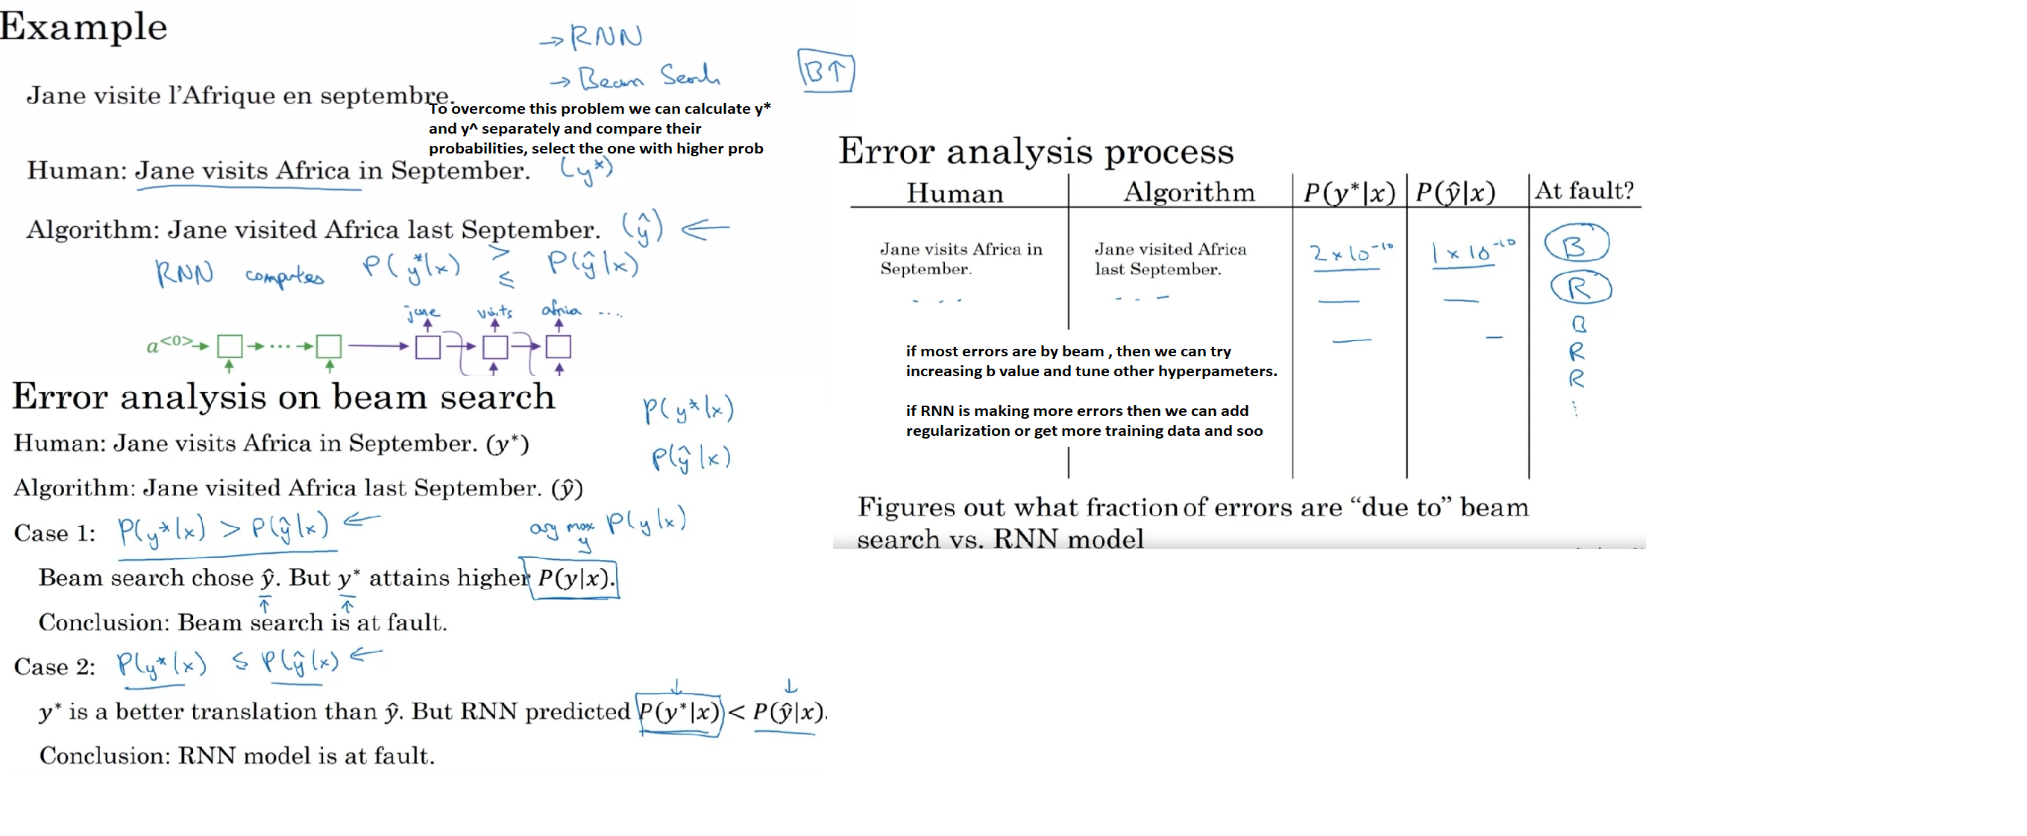 Example
→ RNN
→ Beam Search
B↑
Jane visite l'Afrique en septembre.
To overcome this problem we can calculate y*
and y^ separately and compare their
probabilities, select the one with higher prob
Human: Jane visits Africa in September. (y*)
Algorithm: Jane visited Africa last September. (ŷ) ←
RNN computes P(y*|x) > ≤ P(ŷ|x)
jane visits africa ....
a<0>→ → ··· →
Error analysis on beam search
Human: Jane visits Africa in September. (y*)
P(y*|x)
P(ŷ|x)
Algorithm: Jane visited Africa last September. (ŷ)
Case 1: P(y*|x) > P(ŷ|x) ←
arg max P(y|x)
y
Beam search chose ŷ. But y* attains higher P(y|x).
Conclusion: Beam search is at fault.
Case 2: P(y*|x) ≤ P(ŷ|x) ←
y* is a better translation than ŷ. But RNN predicted P(y*|x) < P(ŷ|x).
Conclusion: RNN model is at fault.
Error analysis process
Human Algorithm P(y*|x) P(ŷ|x) At fault?
Jane visits Africa in
September.
Jane visited Africa
last September.
2 x 10⁻¹⁰ 1 x 10⁻¹⁰ B
... --- — — R
— - B
R
R
⋮
if most errors are by beam , then we can try
increasing b value and tune other hyperpameters.
if RNN is making more errors then we can add
regularization or get more training data and soo
Figures out what fraction of errors are "due to" beam
search vs. RNN model